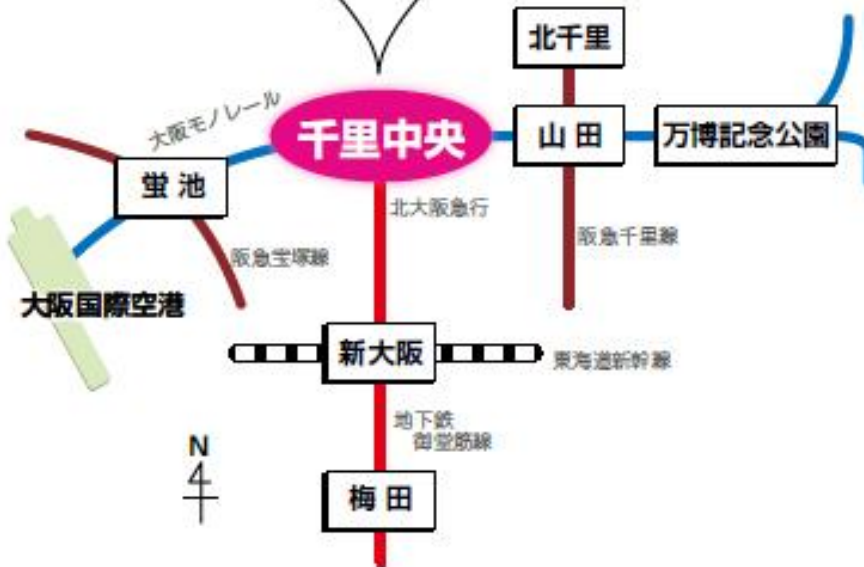 北千里
大阪モノレール
千里中央
山田
万博記念公園
蛍池
北大阪急行
阪急千里線
阪急宝塚線
大阪国際空港
新大阪
東海道新幹線
地下鉄
御堂筋線
N
梅田